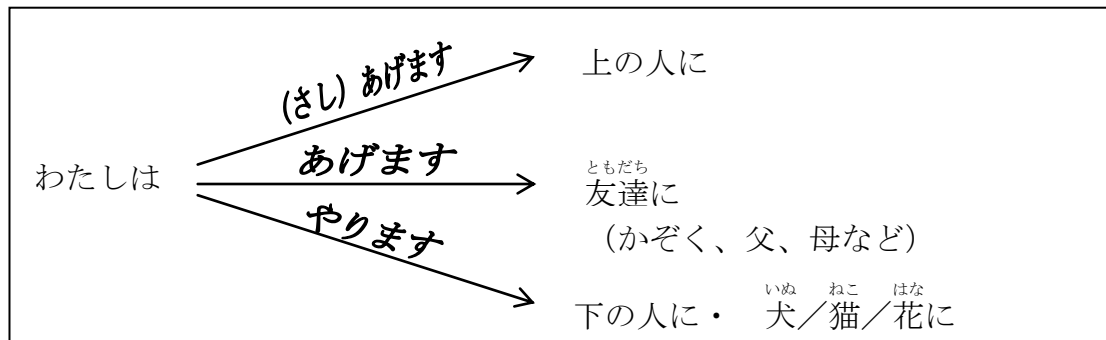 (さし) あげます
上の人に
わたしは
あげます
ともだち
友達に
(かぞく、父、母など)
やります
いぬ ねこ はな
下の人に・ 犬／猫／花に